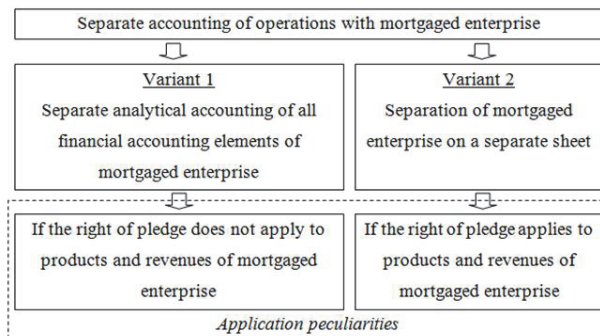 Separate accounting of operations with mortgaged enterprise
Variant 1
Separate analytical accounting of all
financial accounting elements of
mortgaged enterprise
Variant 2
Separation of mortgaged
enterprise on a separate sheet
If the right of pledge does not apply to
products and revenues of mortgaged
enterprise
If the right of pledge applies to
products and revenues of
mortgaged enterprise
Application peculiarities